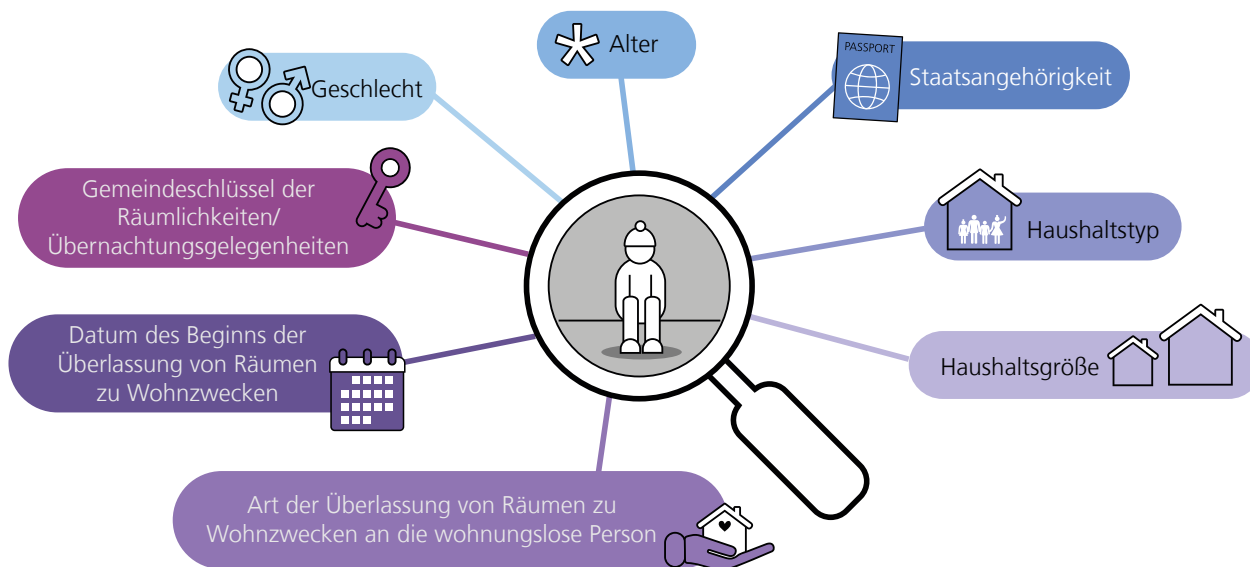 Alter
PASSPORT
Staatsangehörigkeit
Geschlecht
Gemeindeschlüssel der
Räumlichkeiten/
Übernachtungsgelegenheiten
Haushaltstyp
Datum des Beginns der
Überlassung von Räumen
zu Wohnzwecken
Haushaltsgröße
Art der Überlassung von Räumen zu
Wohnzwecken an die wohnungslose Person